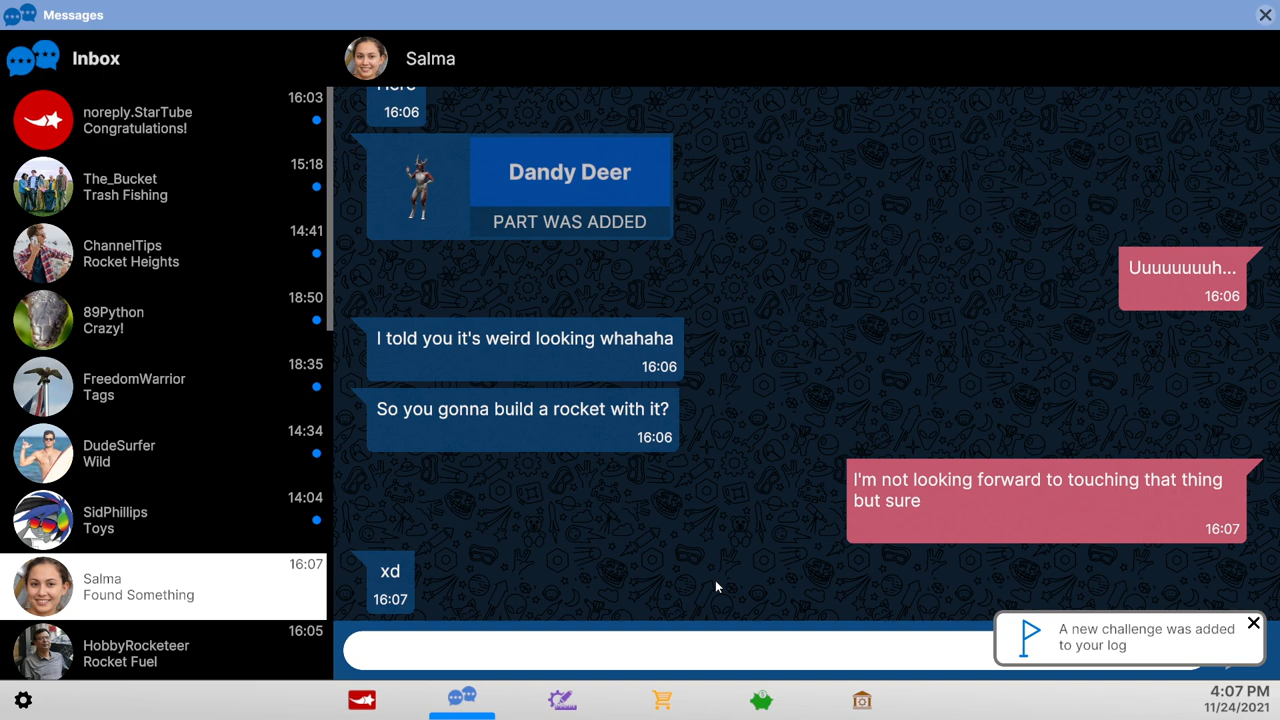 Messages
Inbox
Salma
16:03
noreply.StarTube
Congratulations!
15:18
The_Bucket
Trash Fishing
14:41
ChannelTips
Rocket Heights
18:50
89Python
Crazy!
18:35
FreedomWarrior
Tags
14:34
DudeSurfer
Wild
14:04
SidPhillips
Toys
16:07
Salma
Found Something
16:05
HobbyRocketeer
Rocket Fuel
Here
16:06
Dandy Deer
PART WAS ADDED
Uuuuuuuuh...
16:06
I told you it's weird looking whahaha
16:06
So you gonna build a rocket with it?
16:06
I'm not looking forward to touching that thing
but sure
16:07
xd
16:07
A new challenge was added
to your log
4:07 PM
11/24/2021